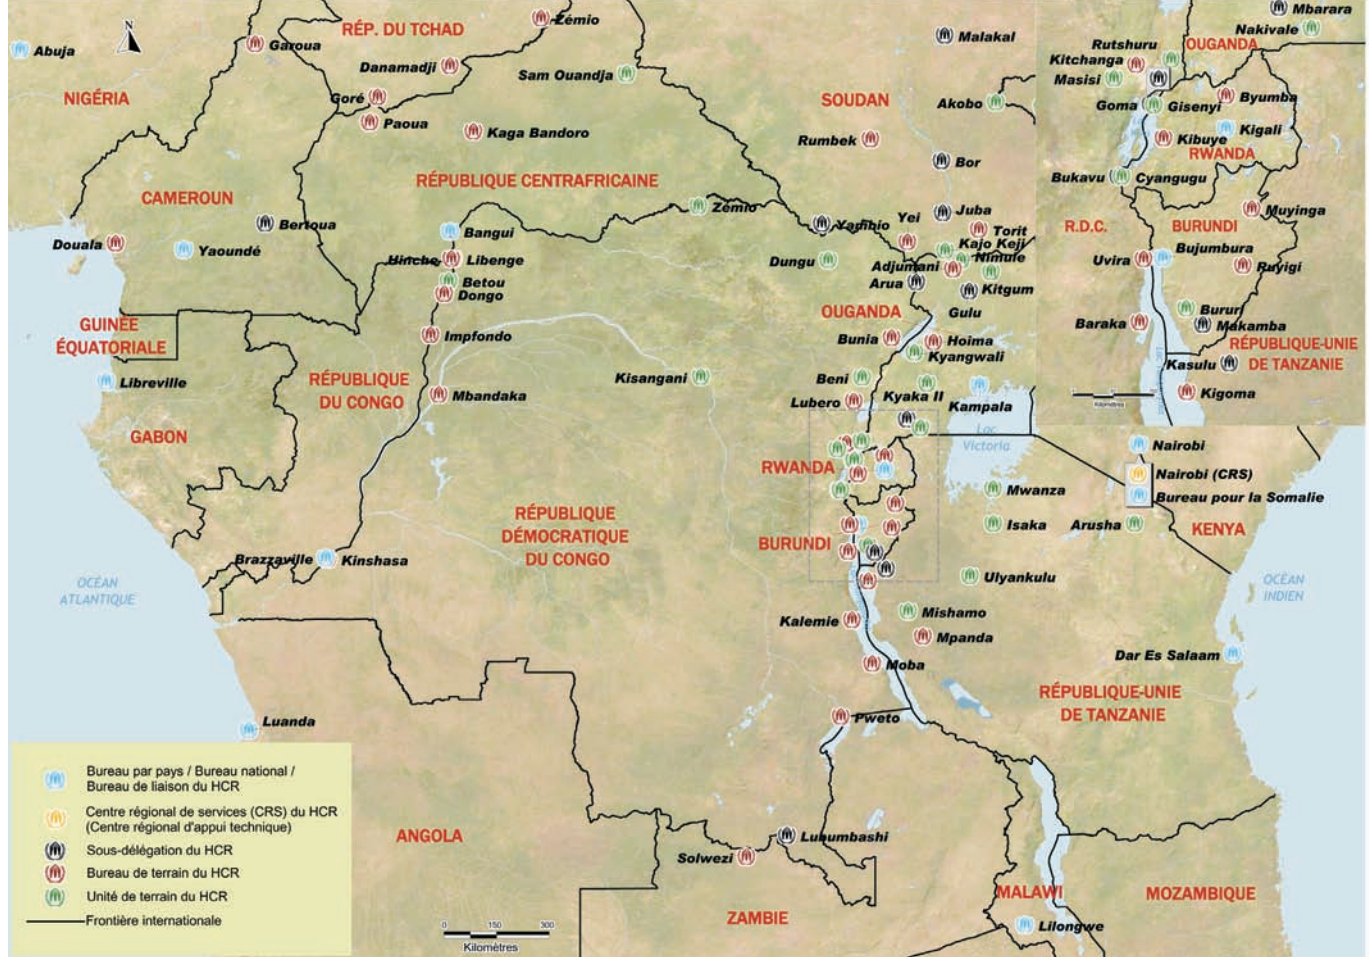 N
Abuja
NIGÉRIA
Garoua
RÉP. DU TCHAD
Zémio
Danamadji
Goré
Paoua
Kaga Bandoro
Sam Ouandja
RÉPUBLIQUE CENTRAFRICAINE
CAMEROUN
Bertoua
Douala
Yaoundé
Bangui
Zémio
Libenge
Betou
Dongo
Impfondo
Mbandaka
GUINÉE
ÉQUATORIALE
Libreville
GABON
RÉPUBLIQUE
DU CONGO
Malakal
SOUDAN
Akobo
Rumbek
Bor
Juba
Yei
Yambio
Torit
Kajo Keji
Nimule
Dungu
Adjumani
Arua
Kitgum
Gulu
OUGANDA
Bunia
Hoima
Kyangwali
Kisangani
Beni
Lubero
Kyaka II
Kampala
Lac
Victoria
RWANDA
BURUNDI
RÉPUBLIQUE
DÉMOCRATIQUE
DU CONGO
Brazzaville
Kinshasa
OCÉAN
ATLANTIQUE
Mwanza
Isaka
Arusha
Ulyankulu
Mishamo
Mpanda
Kalemie
Moba
Pweto
Nairobi
Nairobi (CRS)
Bureau pour la Somalie
KENYA
OCÉAN
INDIEN
Dar Es Salaam
RÉPUBLIQUE-UNIE
DE TANZANIE
Luanda
ANGOLA
Solwezi
Lubumbashi
ZAMBIE
MALAWI
Lilongwe
MOZAMBIQUE
Mbarara
Nakivale
Rutshuru
OUGANDA
Kitchanga
Masisi
Goma
Gisenyi
Byumba
Kibuye
Kigali
RWANDA
Bukavu
Cyangugu
R.D.C.
BURUNDI
Muyinga
Bujumbura
Uvira
Ruyigi
Bururi
Baraka
Makamba
RÉPUBLIQUE-UNIE
DE TANZANIE
Kasulu
Kigoma
Kilomètres
Bureau par pays / Bureau national /
Bureau de liaison du HCR
Centre régional de services (CRS) du HCR
(Centre régional d'appui technique)
Sous-délégation du HCR
Bureau de terrain du HCR
Unité de terrain du HCR
Frontière internationale
0 150 300
Kilomètres